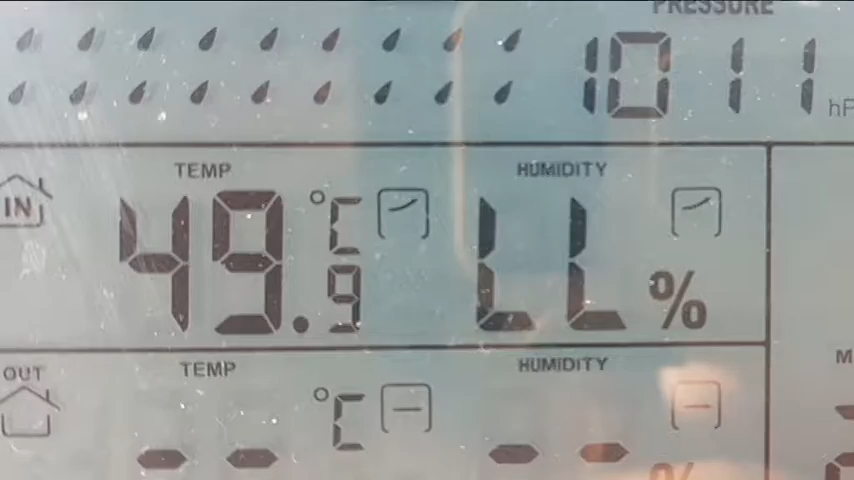 PRESSURE
1011 hP
IN
TEMP HUMIDITY
49.9 °C LL %
OUT
TEMP HUMIDITY
M
-- °C -- %